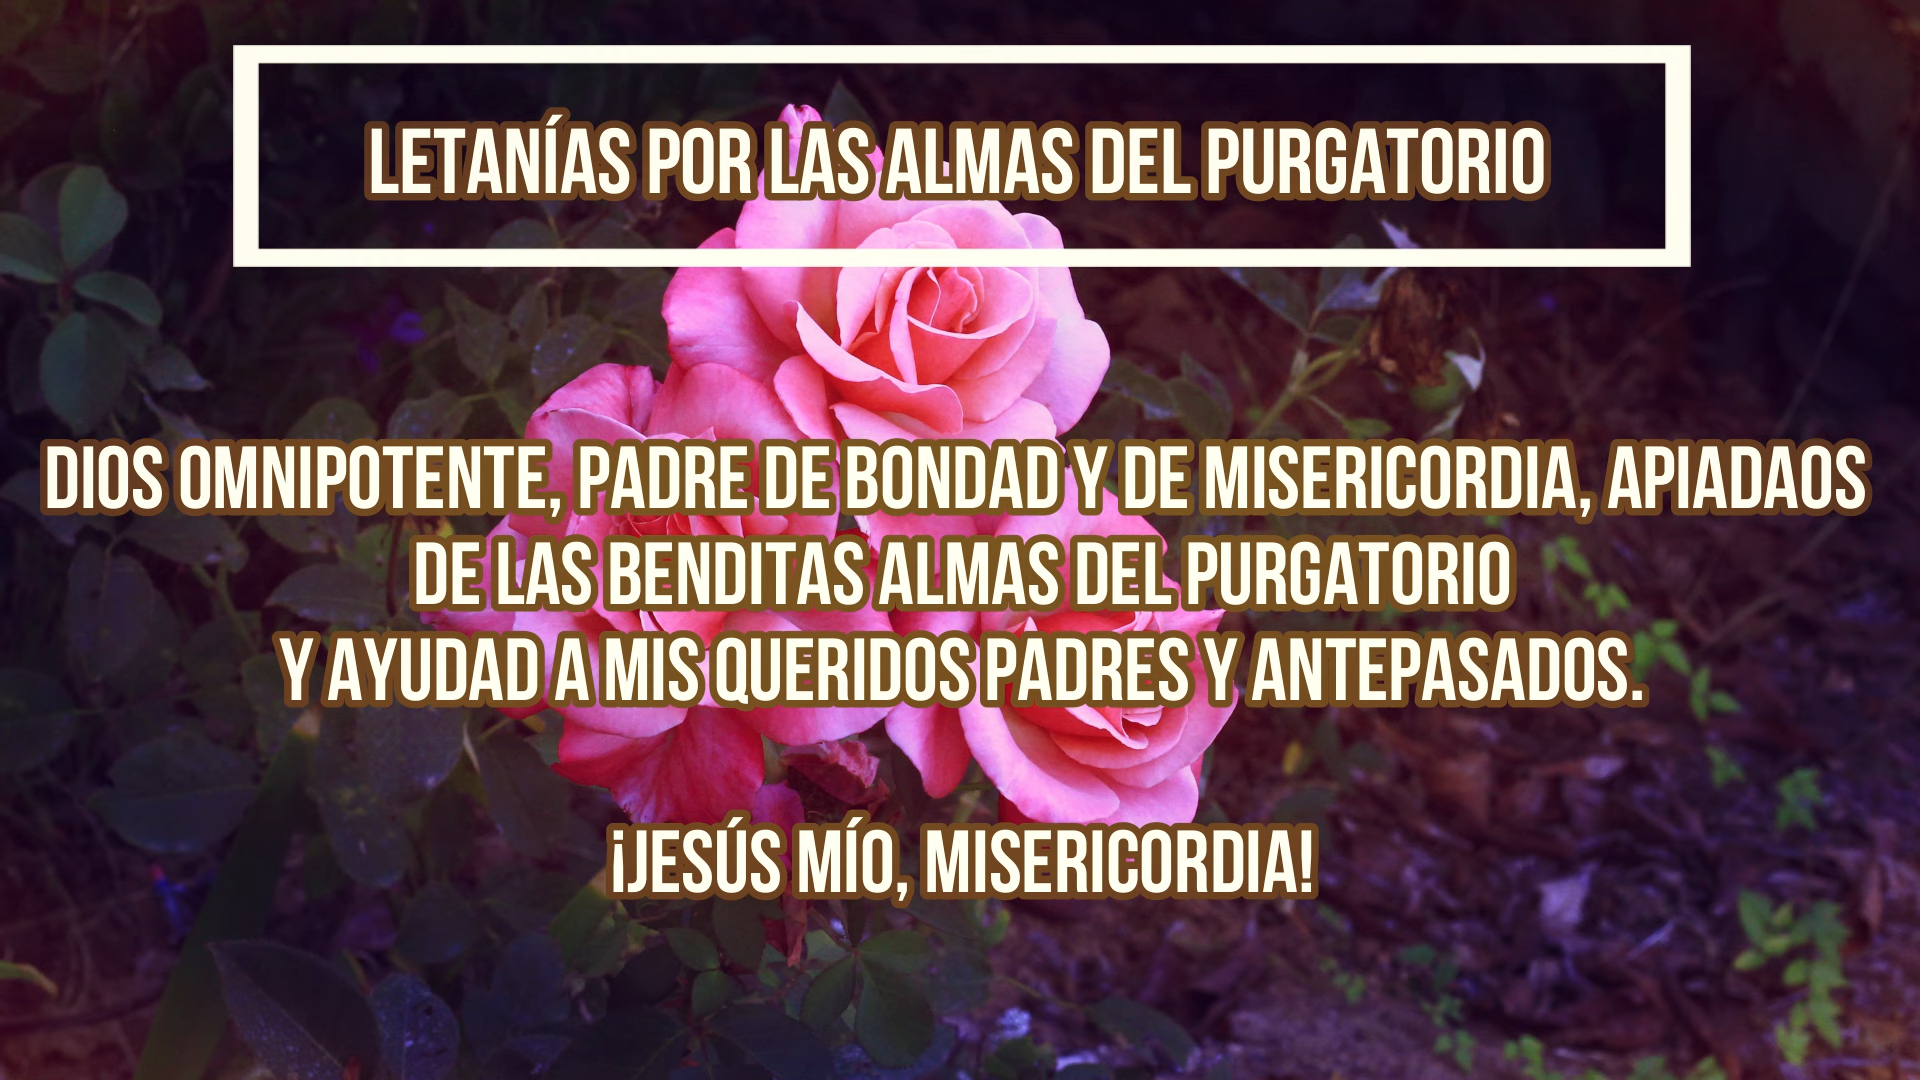 LETANÍAS POR LAS ALMAS DEL PURGATORIO
DIOS OMNIPOTENTE, PADRE DE BONDAD Y DE MISERICORDIA, APIADAOS
DE LAS BENDITAS ALMAS DEL PURGATORIO
Y AYUDAD A MIS QUERIDOS PADRES Y ANTEPASADOS.
¡JESÚS MÍO, MISERICORDIA!